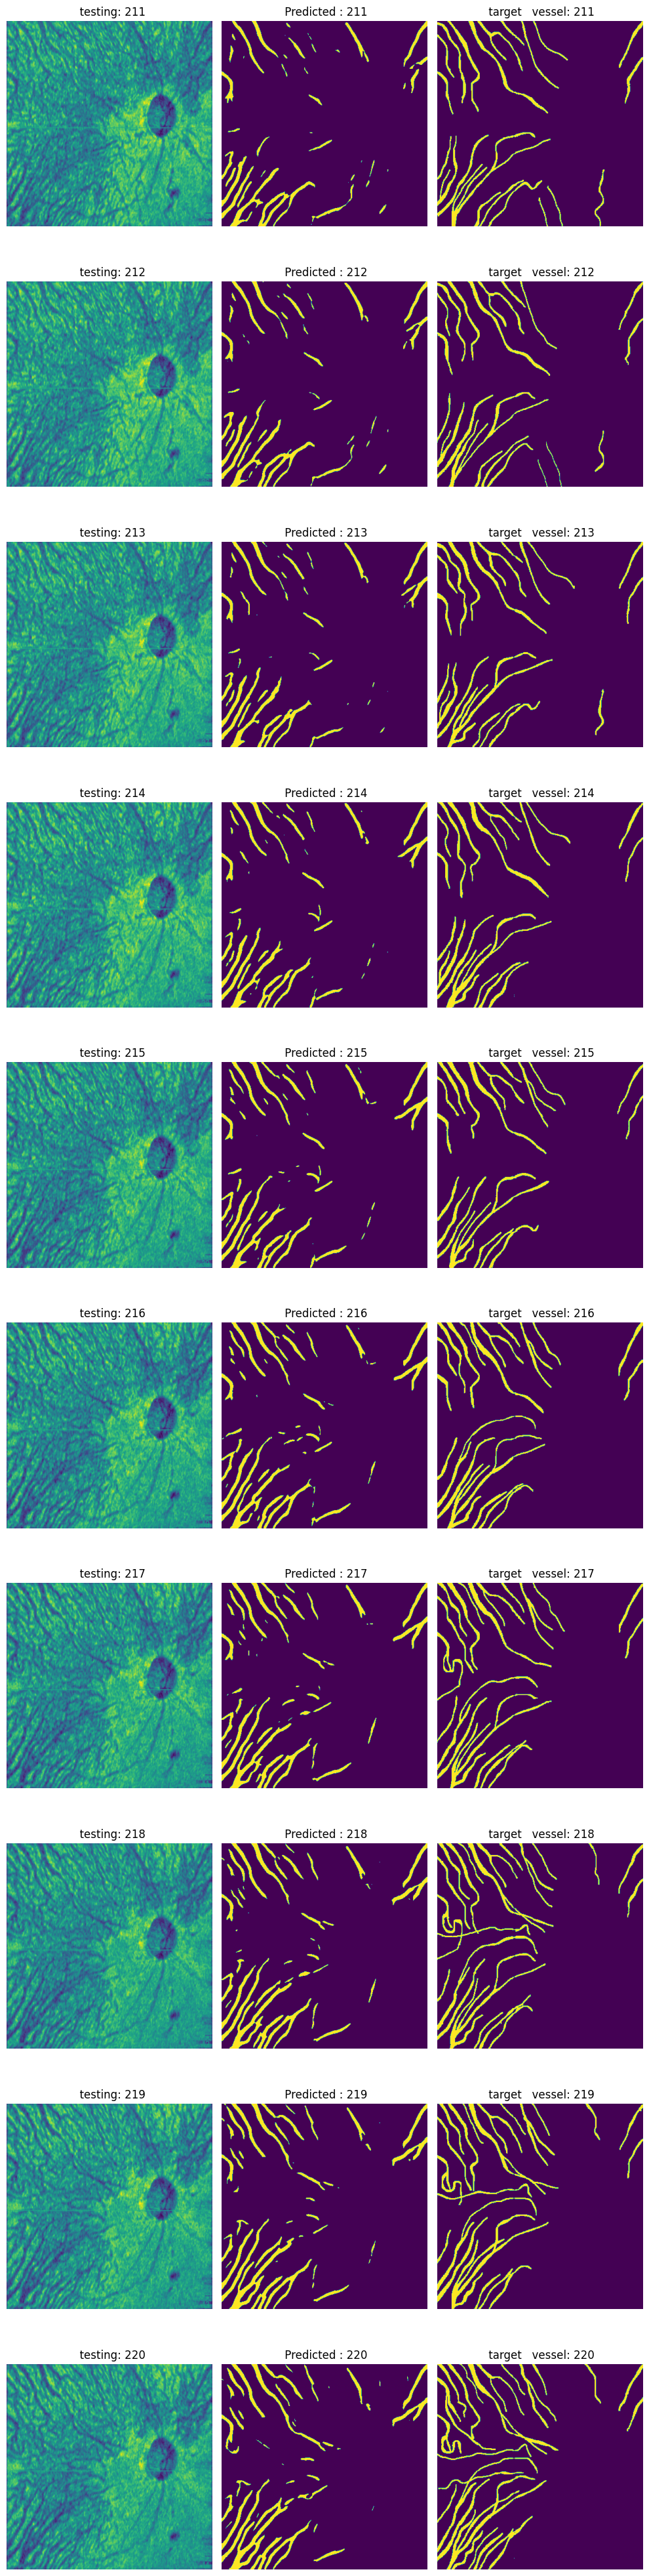 testing: 211 Predicted : 211 target   vessel: 211
testing: 212 Predicted : 212 target   vessel: 212
testing: 213 Predicted : 213 target   vessel: 213
testing: 214 Predicted : 214 target   vessel: 214
testing: 215 Predicted : 215 target   vessel: 215
testing: 216 Predicted : 216 target   vessel: 216
testing: 217 Predicted : 217 target   vessel: 217
testing: 218 Predicted : 218 target   vessel: 218
testing: 219 Predicted : 219 target   vessel: 219
testing: 220 Predicted : 220 target   vessel: 220